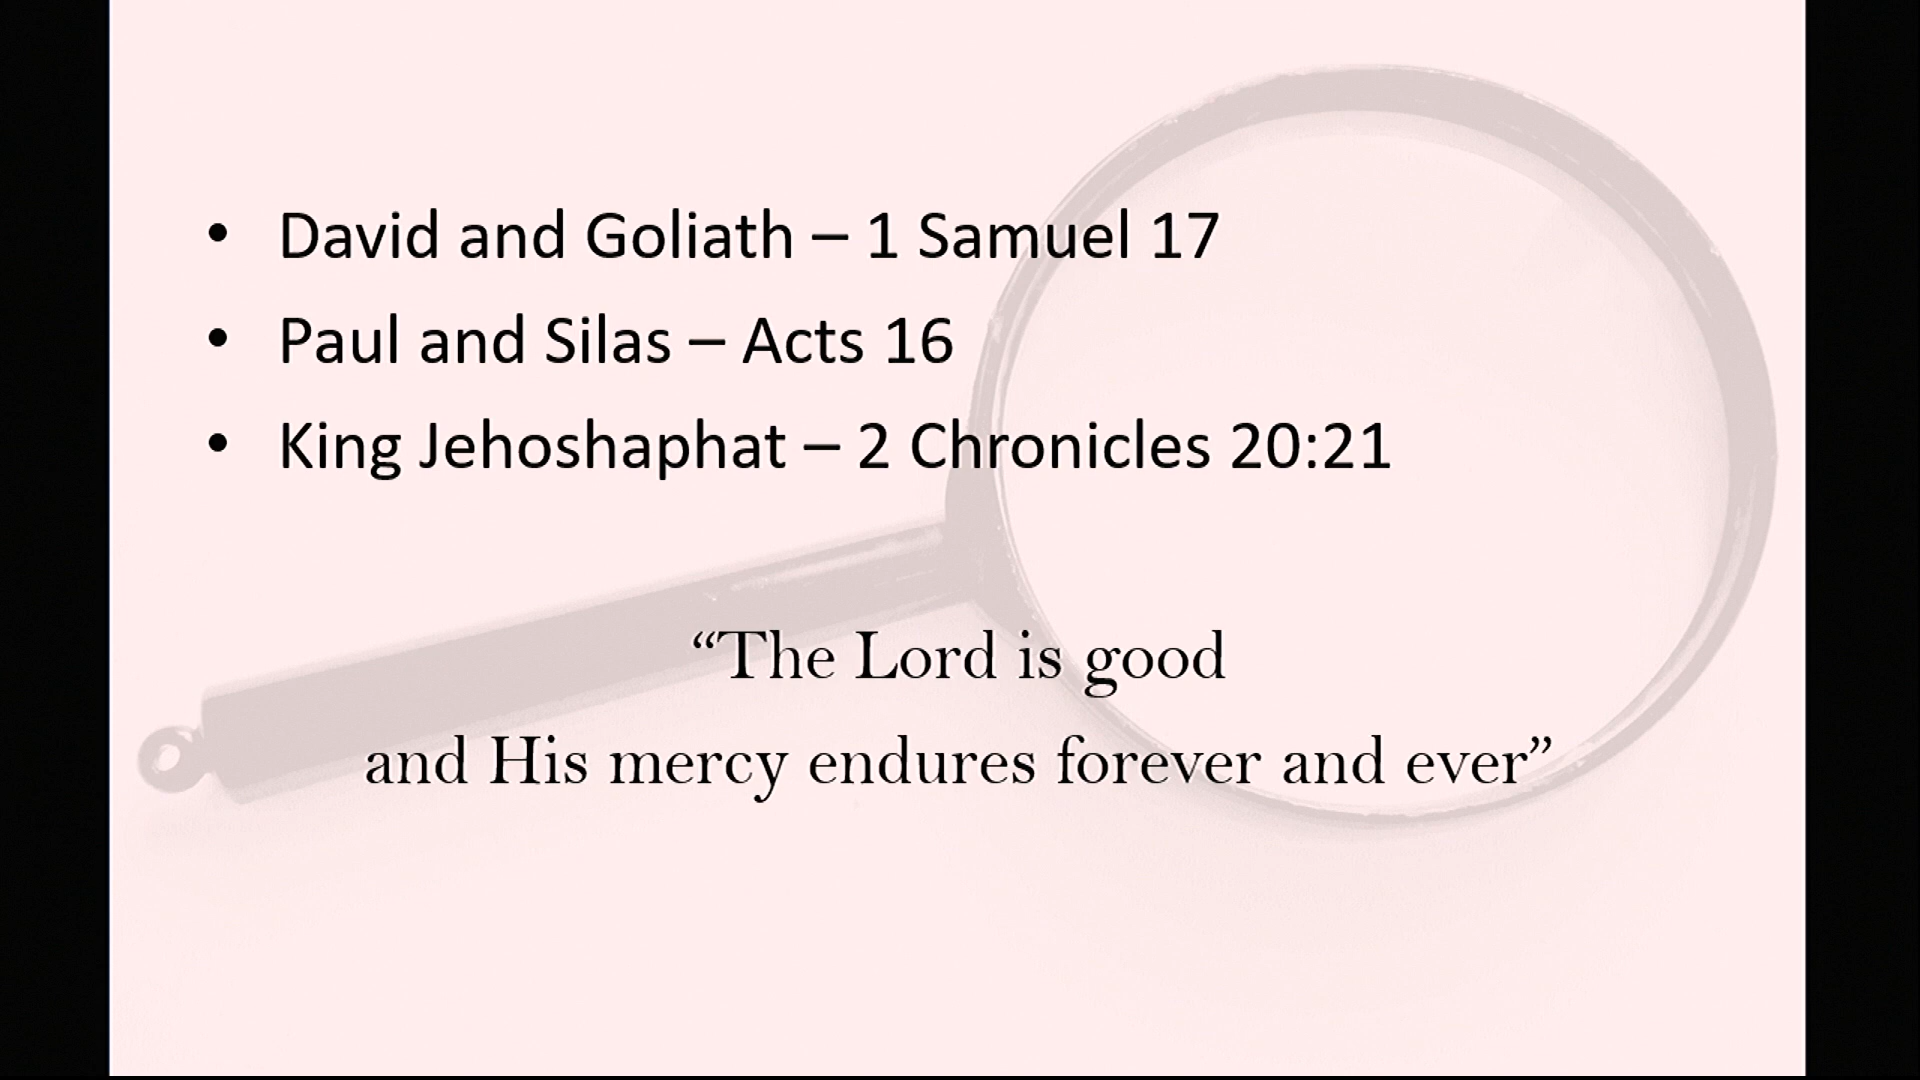 • David and Goliath – 1 Samuel 17
• Paul and Silas – Acts 16
• King Jehoshaphat – 2 Chronicles 20:21
“The Lord is good
and His mercy endures forever and ever”